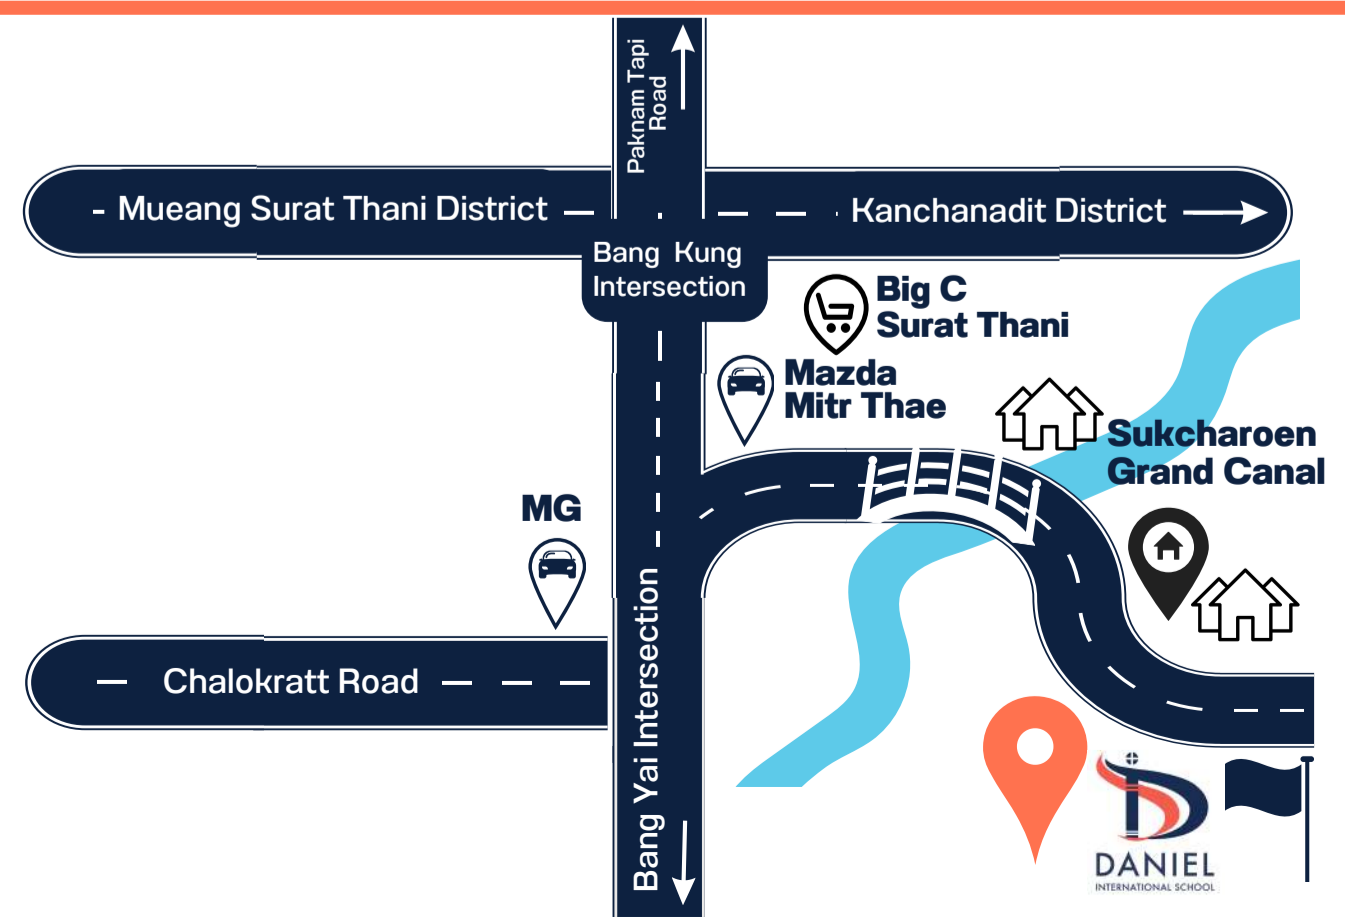 Paknam Tapi
Road
Mueang Surat Thani District
Kanchanadit District
Bang Kung
Intersection
Big C
Surat Thani
Mazda
Mitr Thae
Sukcharoen
Grand Canal
MG
Chalokratt Road
Bang Yai Intersection
DANIEL
INTERNATIONAL SCHOOL